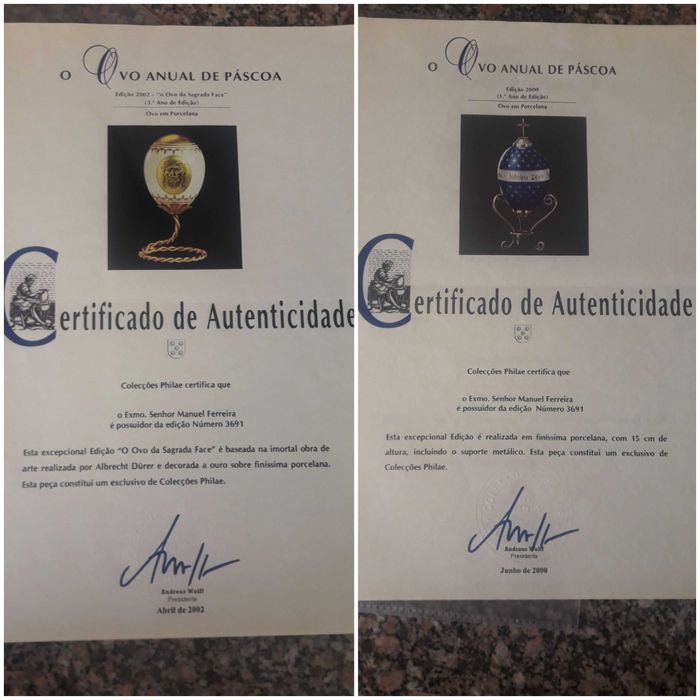 O OVO ANUAL DE PÁSCOA
Edição 2002 - "o Ovo da Sagrada Face"
(3.º Ano de Edição)
Ovo em Porcelana
Certificado de Autenticidade
Colecções Philae certifica que
o Exmo. Senhor Manuel Ferreira
é possuidor da edição Número 3691
Esta excepcional Edição "O Ovo da Sagrada Face" é baseada na imortal obra de
arte realizada por Albrecht Dürer e decorada a ouro sobre finíssima porcelana.
Esta peça constitui um exclusivo de Colecções Philae.
Andreas Wolff
Presidente
Abril de 2002
O OVO ANUAL DE PÁSCOA
Edição 2000
(1.º Ano de Edição)
Ovo em Porcelana
Certificado de Autenticidade
Colecções Philae certifica que
o Exmo. Senhor Manuel Ferreira
é possuidor da edição Número 3691
Esta excepcional Edição é realizada em finíssima porcelana, com 15 cm de
altura, incluindo o suporte metálico. Esta peça constitui um exclusivo de
Colecções Philae.
Andreas Wolff
Presidente
Junho de 2000